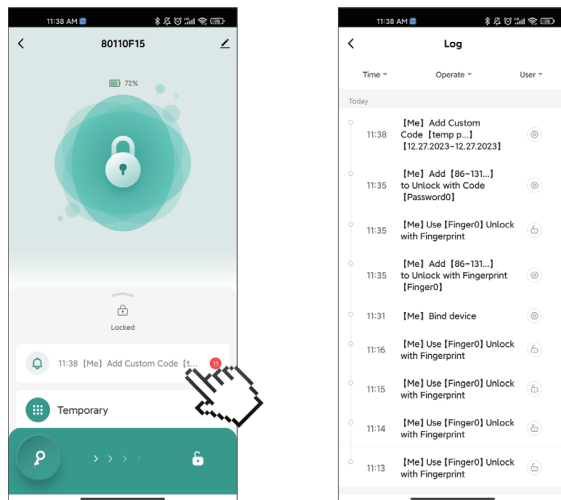 11:38 AM
80110F15
72%
Locked
11:38 【Me】 Add Custom Code 【t...
11
Temporary
11:38 AM
Log
Time
Operate
User
Today
11:38
【Me】 Add Custom
Code 【temp p...】
【12.27.2023-12.27.2023】
11:35
【Me】 Add 【86-131...】
to Unlock with Code
【Password0】
11:35
【Me】 Use 【Finger0】 Unlock
with Fingerprint
11:35
【Me】 Add 【86-131...】
to Unlock with Fingerprint
【Finger0】
11:31
【Me】 Bind device
11:16
【Me】 Use 【Finger0】 Unlock
with Fingerprint
11:15
【Me】 Use 【Finger0】 Unlock
with Fingerprint
11:14
【Me】 Use 【Finger0】 Unlock
with Fingerprint
11:13
【Me】 Use 【Finger0】 Unlock
with Fingerprint